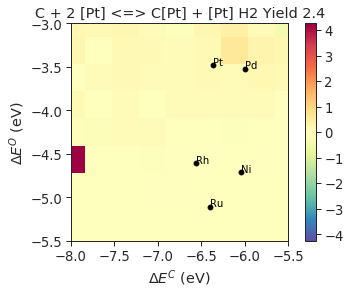 C + 2 [Pt] <=> C[Pt] + [Pt] H2 Yield 2.4
−3.0
−3.5
−4.0
−4.5
−5.0
−5.5
ΔE^O (eV)
Pt
Pd
Rh
Ni
Ru
−8.0 −7.5 −7.0 −6.5 −6.0 −5.5
ΔE^C (eV)
4
3
2
1
0
−1
−2
−3
−4